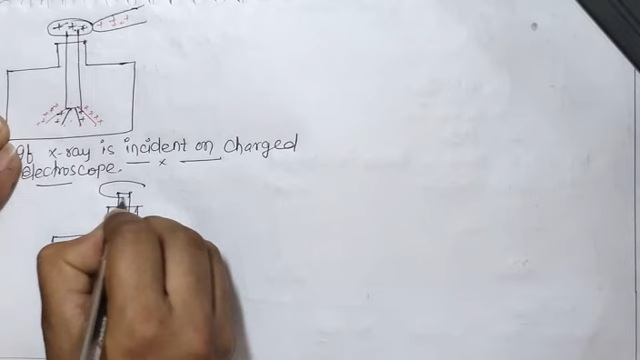 If x-ray is incident on charged
electroscope.